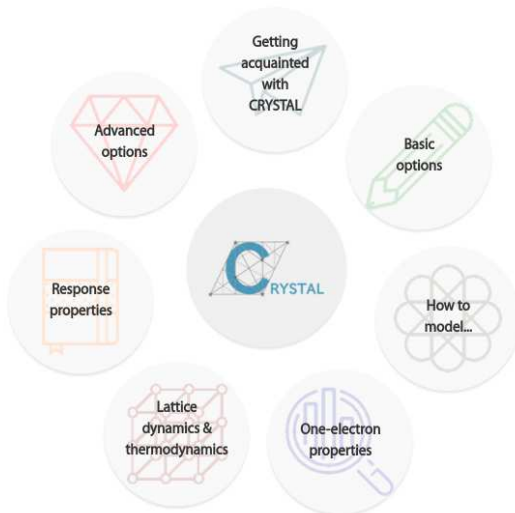 Getting
acquainted
with
CRYSTAL
Basic
options
How to
model...
One-electron
properties
Lattice
dynamics &
thermodynamics
Response
properties
Advanced
options
CRYSTAL